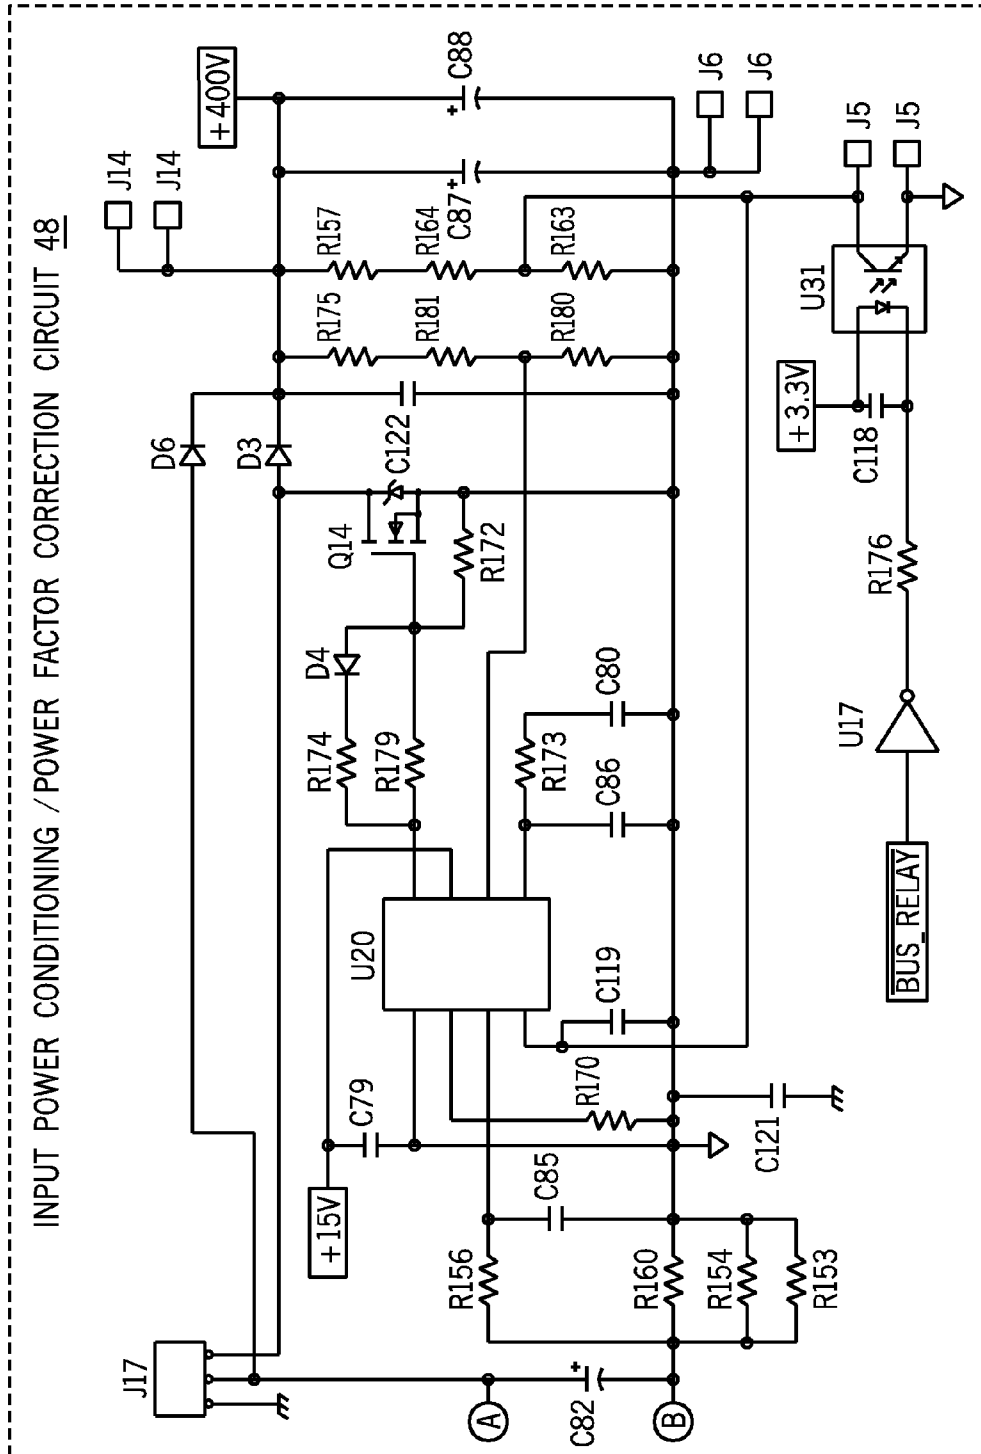 INPUT POWER CONDITIONING / POWER FACTOR CORRECTION CIRCUIT 48
J17
D6
D3
J14
J14
+400V
C88
C87
J6
J6
R157
R164
R163
R175
R181
R180
C122
Q14
R172
D4
R174
R179
U20
C79
+15V
R173
C80
C86
C119
R170
C85
C121
R156
R160
R154
R153
A
C82
B
J5
J5
U31
+3.3V
C118
R176
U17
BUS_RELAY